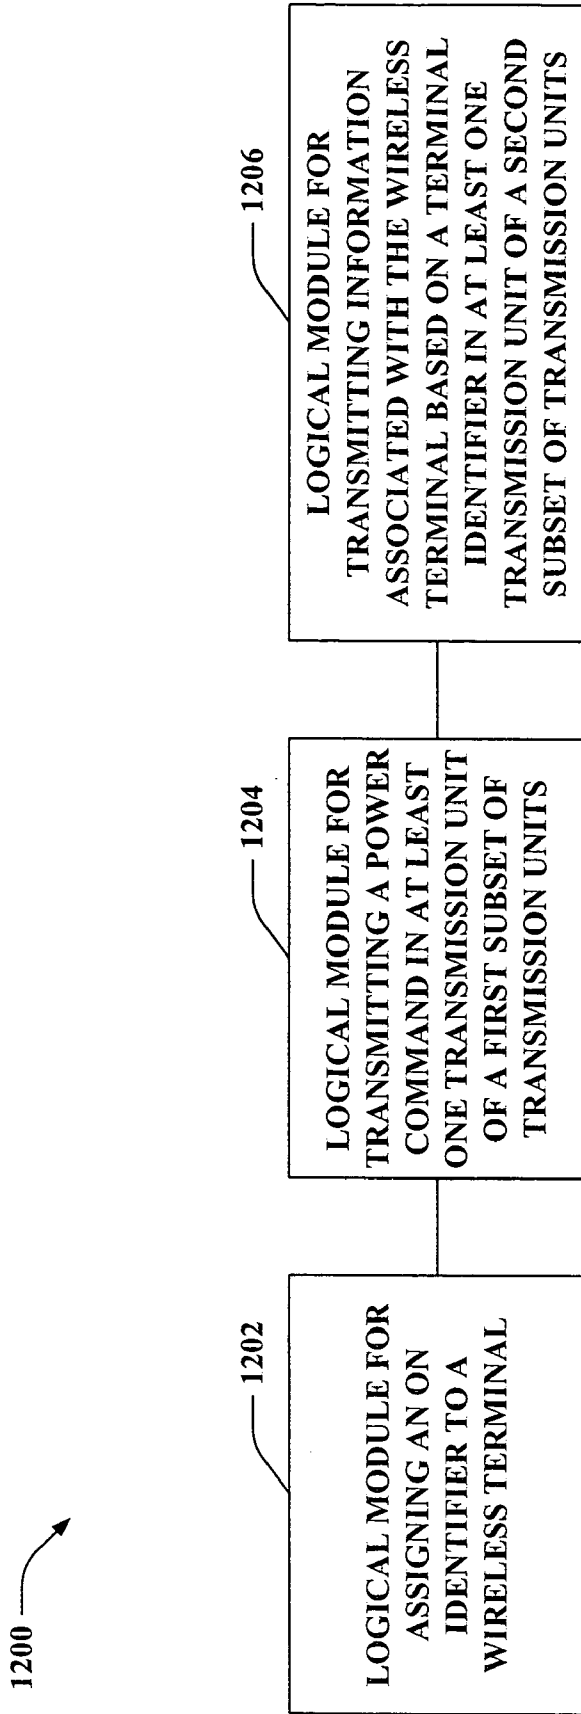 1200
1202
LOGICAL MODULE FOR
ASSIGNING AN ON
IDENTIFIER TO A
WIRELESS TERMINAL
1204
LOGICAL MODULE FOR
TRANSMITTING A POWER
COMMAND IN AT LEAST
ONE TRANSMISSION UNIT
OF A FIRST SUBSET OF
TRANSMISSION UNITS
1206
LOGICAL MODULE FOR
TRANSMITTING INFORMATION
ASSOCIATED WITH THE WIRELESS
TERMINAL BASED ON A TERMINAL
IDENTIFIER IN AT LEAST ONE
TRANSMISSION UNIT OF A SECOND
SUBSET OF TRANSMISSION UNITS